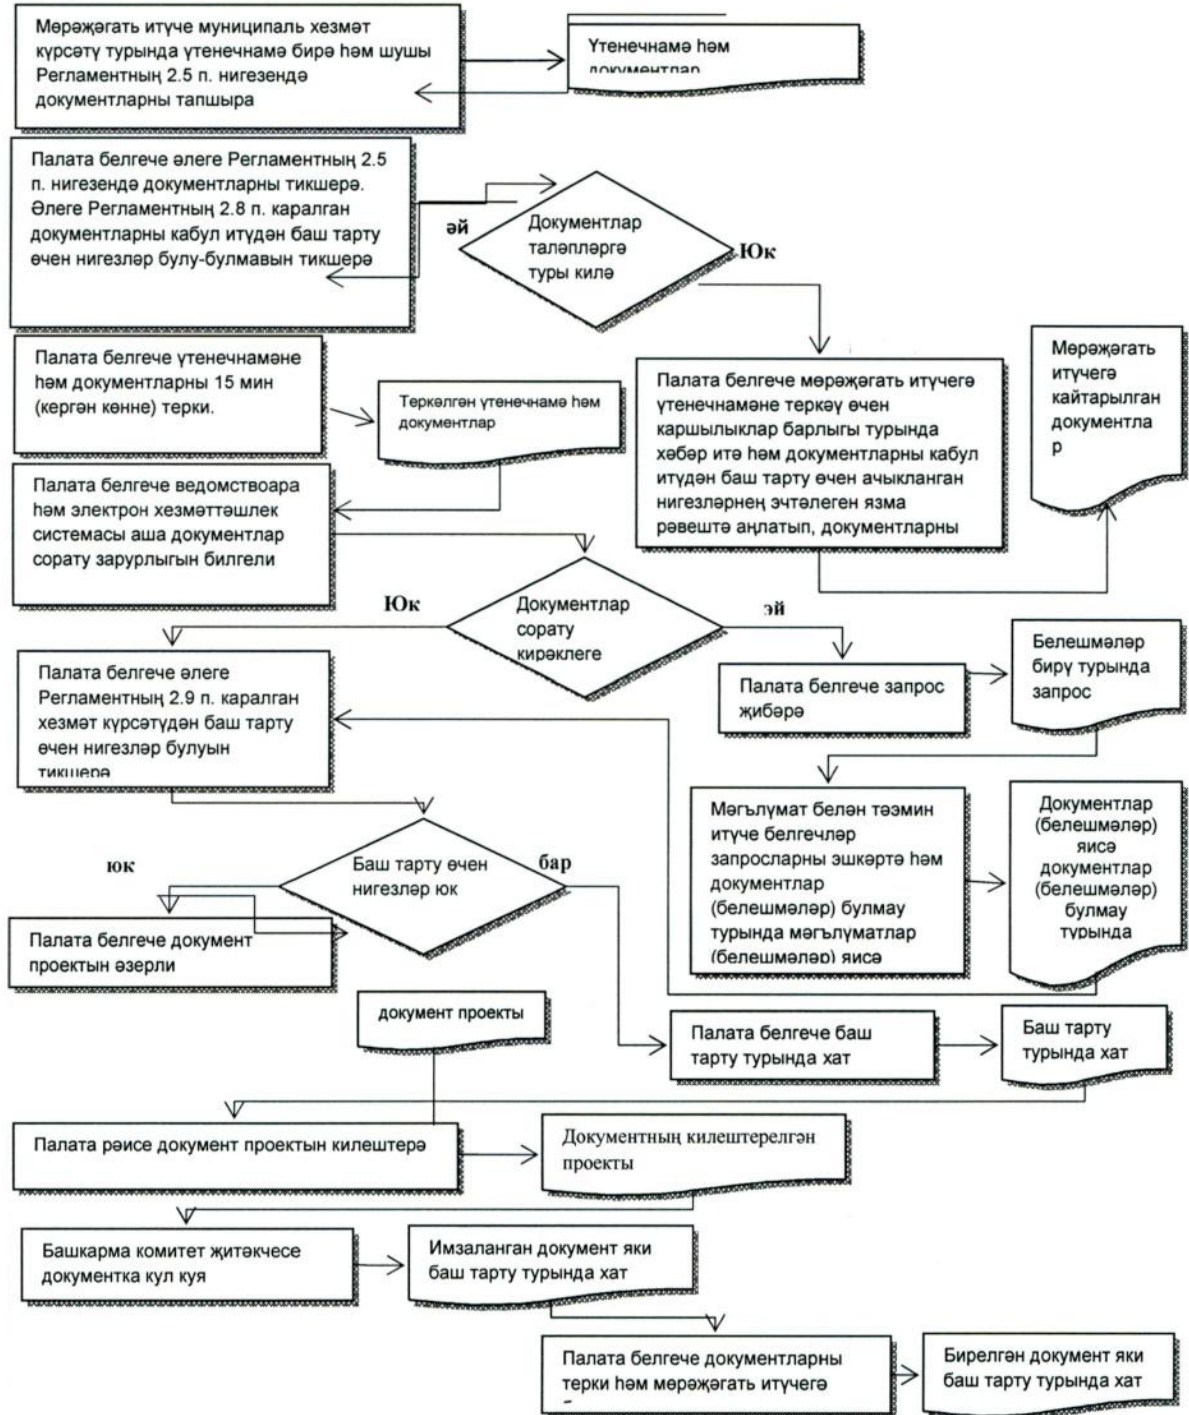 Мөрәҗәгать итүче муниципаль хезмәт
күрсәтү турында үтенечнамә бирә һәм шушы
Регламентның 2.5 п. нигезендә
документларны тапшыра
Үтенечнамә һәм
документлар
Палата белгече әлеге Регламентның 2.5
п. нигезендә документларны тикшерә.
Әлеге Регламентның 2.8 п. каралган
документларны кабул итүдән баш тарту
өчен нигезләр булу-булмавын тикшерә
әй
Документлар
таләпләргә
туры килә
Юк
Палата белгече үтенечнамәне
һәм документларны 15 мин
(кергән көнне) терки.
Теркәлгән үтенечнамә һәм
документлар
Палата белгече мөрәҗәгать итүчегә
үтенечнамәне теркәү өчен
каршылыклар барлыгы турында
хәбәр итә һәм документларны кабул
итүдән баш тарту өчен ачыкланган
нигезләрнең эчтәлеген язма
рәвештә аңлатып, документларны
Мөрәҗәгать
итүчегә
кайтарылган
документла
р
Палата белгече ведомствоара
һәм электрон хезмәттәшлек
системасы аша документлар
сорату зарурлыгын билгели
Юк
Документлар
сорату
кирәклеге
эй
Палата белгече әлеге
Регламентның 2.9 п. каралган
хезмәт күрсәтүдән баш тарту
өчен нигезләр булуын
тикшерә
Палата белгече запрос
җибәрә
Белешмәләр
бирү турында
запрос
Мәгълүмат белән тәэмин
итүче белгечләр
запросларны эшкәртә һәм
документлар
(белешмәләр) булмау
турында мәгълүматлар
(белешмәләр) яисә
Документлар
(белешмәләр)
яисә
документлар
(белешмәләр)
булмау
турында
юк
Баш тарту өчен
нигезләр юк
бар
Палата белгече документ
проектын әзерли
документ проекты
Палата белгече баш
тарту турында хат
Баш тарту
турында хат
Палата рәисе документ проектын килештерә
Документның килештерелгән
проекты
Башкарма комитет җитәкчесе
документка кул куя
Имзаланган документ яки
баш тарту турында хат
Палата белгече документларны
терки һәм мөрәҗәгать итүчегә
Бирелгән документ яки
баш тарту турында хат